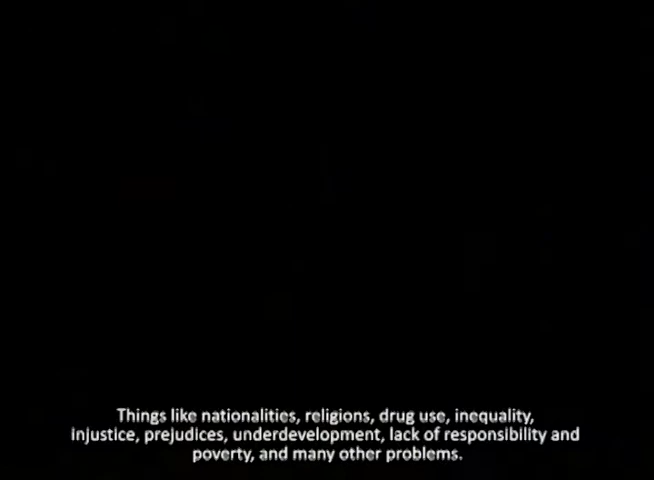 Things like nationalities, religions, drug use, inequality,
injustice, prejudices, underdevelopment, lack of responsibility and
poverty, and many other problems.